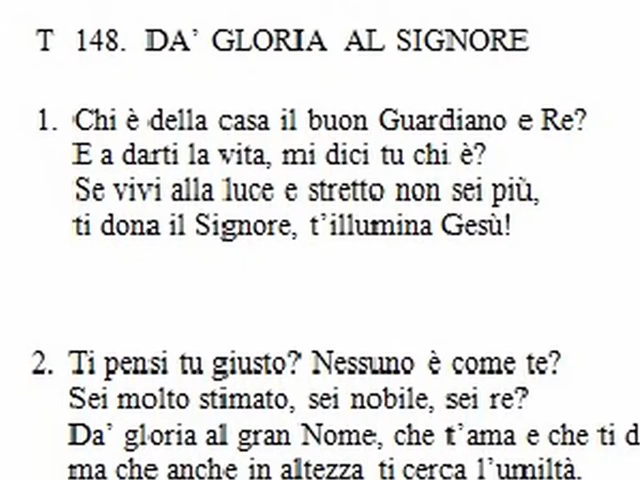 T 148. DA' GLORIA AL SIGNORE
1. Chi è della casa il buon Guardiano e Re?
E a darti la vita, mi dici tu chi è?
Se vivi alla luce e stretto non sei più,
ti dona il Signore, t'illumina Gesù!
2. Ti pensi tu giusto? Nessuno è come te?
Sei molto stimato, sei nobile, sei re?
Da' gloria al gran Nome, che t'ama e che ti d
ma che anche in altezza ti cerca l'umiltà.